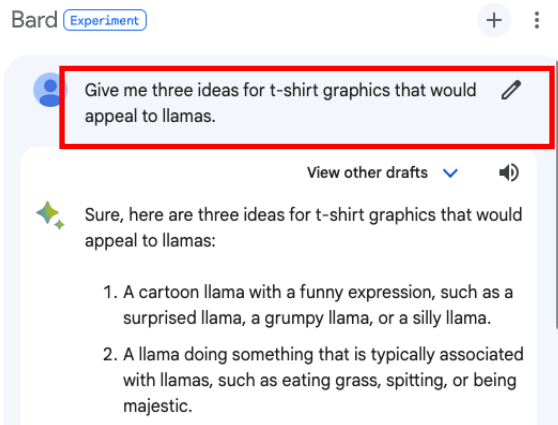 Bard Experiment
Give me three ideas for t-shirt graphics that would
appeal to llamas.
View other drafts
Sure, here are three ideas for t-shirt graphics that would
appeal to llamas:
1. A cartoon llama with a funny expression, such as a
surprised llama, a grumpy llama, or a silly llama.
2. A llama doing something that is typically associated
with llamas, such as eating grass, spitting, or being
majestic.